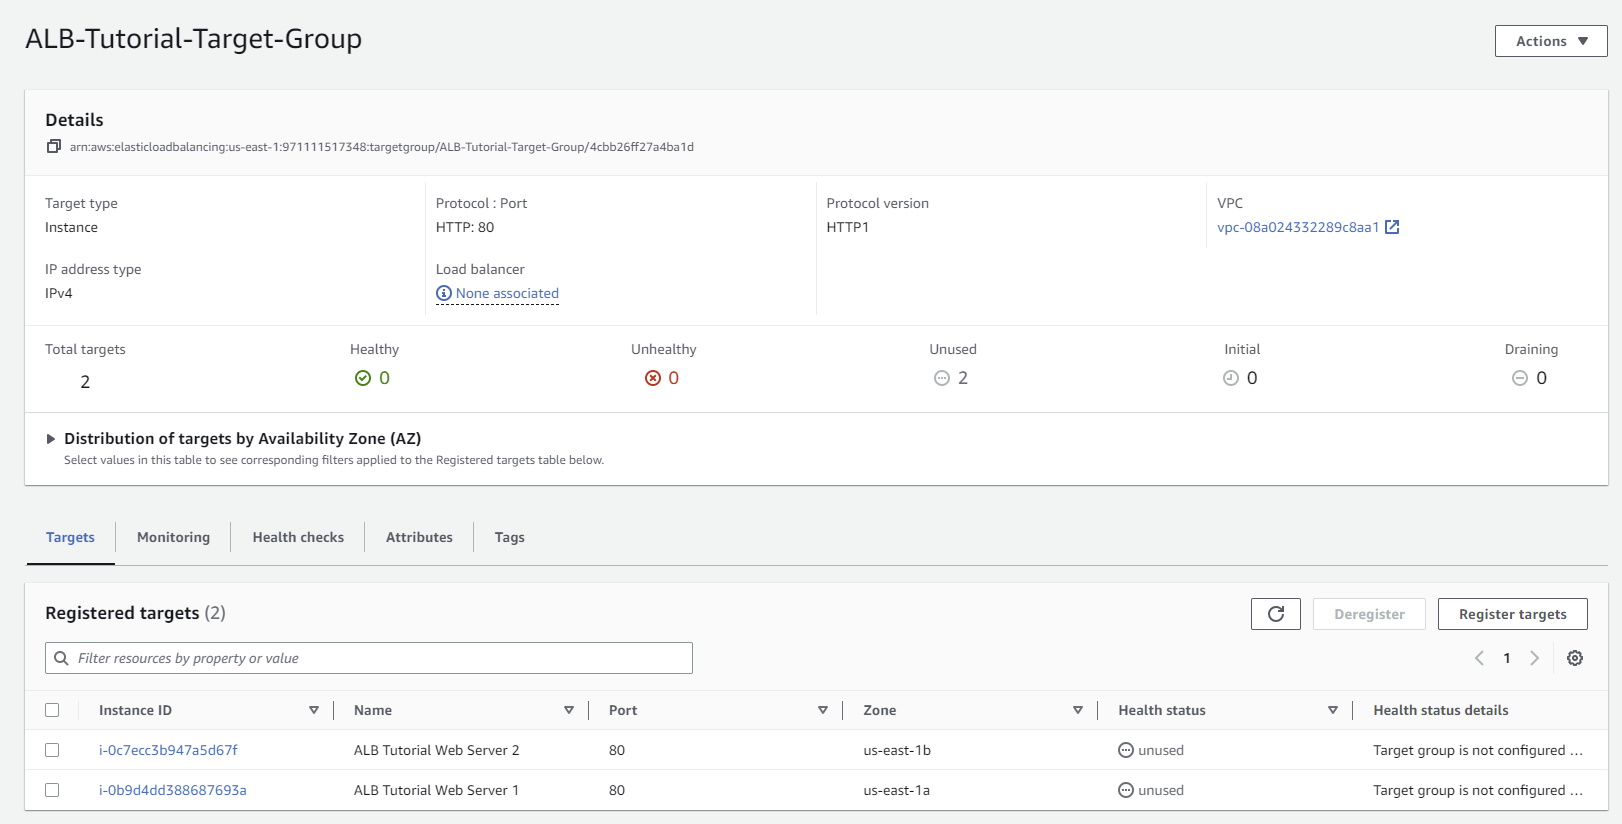 ALB-Tutorial-Target-Group
Actions
Details
arn:aws:elasticloadbalancing:us-east-1:971111517348:targetgroup/ALB-Tutorial-Target-Group/4cbb26ff27a4ba1d
Target type
Instance
Protocol : Port
HTTP: 80
Protocol version
HTTP1
VPC
vpc-08a024332289c8aa1
IP address type
IPv4
Load balancer
None associated
Total targets
2
Healthy
0
Unhealthy
0
Unused
2
Initial
0
Draining
0
Distribution of targets by Availability Zone (AZ)
Select values in this table to see corresponding filters applied to the Registered targets table below.
Targets
Monitoring
Health checks
Attributes
Tags
Registered targets (2)
Deregister
Register targets
Filter resources by property or value
1
Instance ID Name Port Zone Health status Health status details
i-0c7ecc3b947a5d67f ALB Tutorial Web Server 2 80 us-east-1b unused Target group is not configured ...
i-0b9d4dd388687693a ALB Tutorial Web Server 1 80 us-east-1a unused Target group is not configured ...